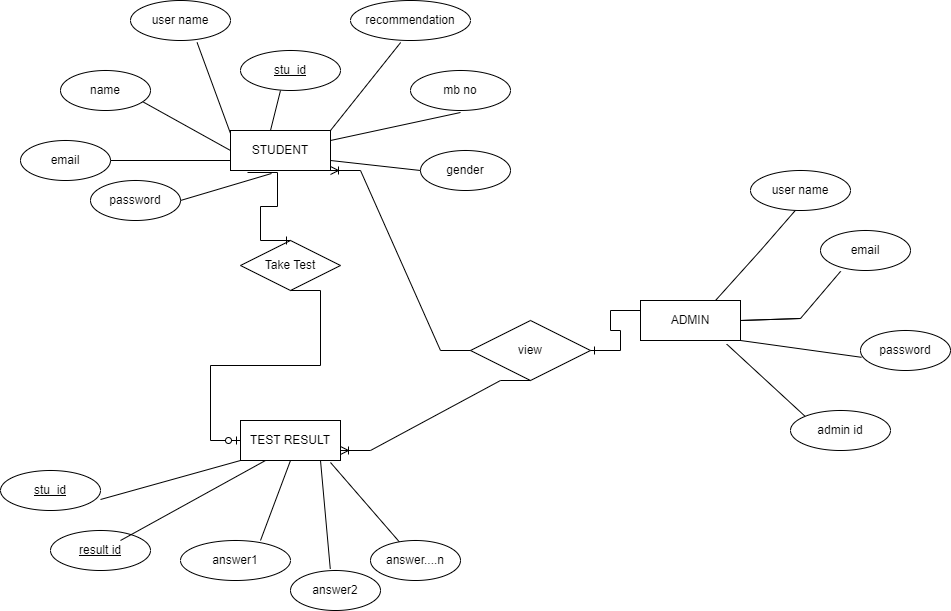 user name
recommendation
stu_id
name
mb no
STUDENT
email
gender
password
user name
email
Take Test
ADMIN
view
password
admin id
TEST RESULT
stu_id
result id
answer1
answer....n
answer2